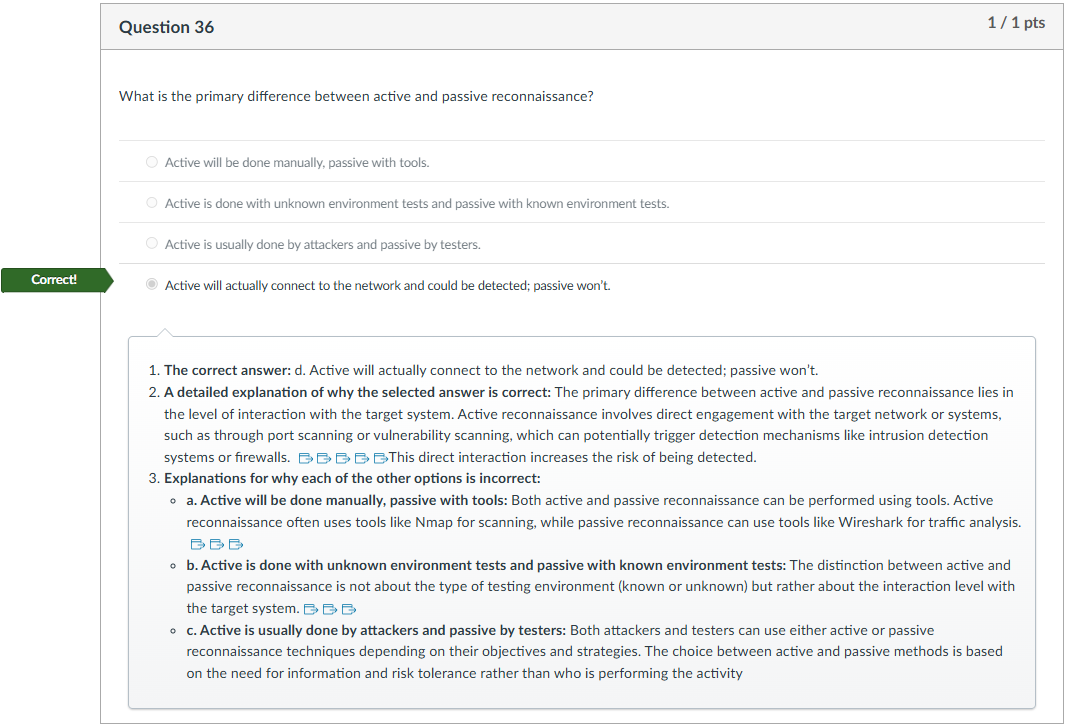 Question 36
1 / 1 pts
What is the primary difference between active and passive reconnaissance?
Active will be done manually, passive with tools.
Active is done with unknown environment tests and passive with known environment tests.
Active is usually done by attackers and passive by testers.
Correct!
Active will actually connect to the network and could be detected; passive won't.
1. The correct answer: d. Active will actually connect to the network and could be detected; passive won't.
2. A detailed explanation of why the selected answer is correct: The primary difference between active and passive reconnaissance lies in
the level of interaction with the target system. Active reconnaissance involves direct engagement with the target network or systems,
such as through port scanning or vulnerability scanning, which can potentially trigger detection mechanisms like intrusion detection
systems or firewalls. This direct interaction increases the risk of being detected.
3. Explanations for why each of the other options is incorrect:
a. Active will be done manually, passive with tools: Both active and passive reconnaissance can be performed using tools. Active
reconnaissance often uses tools like Nmap for scanning, while passive reconnaissance can use tools like Wireshark for traffic analysis.
b. Active is done with unknown environment tests and passive with known environment tests: The distinction between active and
passive reconnaissance is not about the type of testing environment (known or unknown) but rather about the interaction level with
the target system.
c. Active is usually done by attackers and passive by testers: Both attackers and testers can use either active or passive
reconnaissance techniques depending on their objectives and strategies. The choice between active and passive methods is based
on the need for information and risk tolerance rather than who is performing the activity